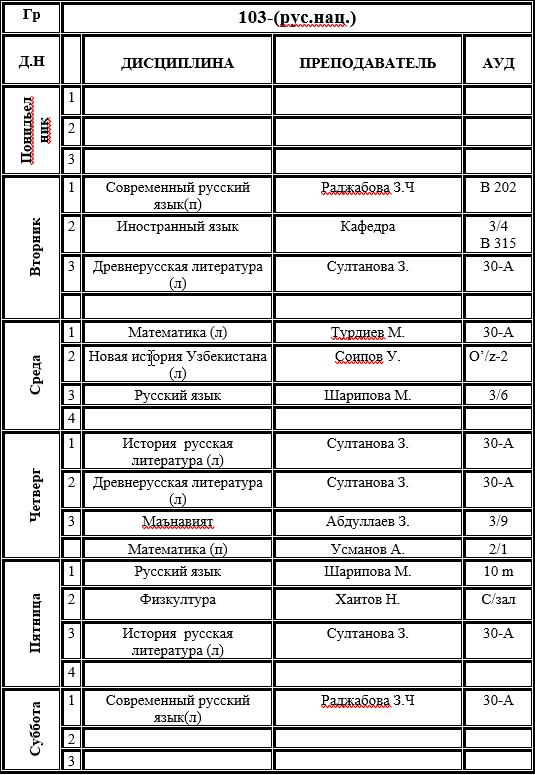 Гр
103-(рус.нац.)
Д.Н
ДИСЦИПЛИНА
ПРЕПОДАВАТЕЛЬ
АУД
Понидьел
ник
1
2
3
Вторник
1
Современный русский
язык(п)
Раджабова З.Ч
В 202
2
Иностранный язык
Кафедра
3/4
В 315
3
Древнерусская литература
(л)
Султанова З.
30-А
Среда
1
Математика (л)
Турдиев М.
30-А
2
Новая история Узбекистана
(л)
Соипов У.
O’/z-2
3
Русский язык
Шарипова М.
3/6
4
Четверг
1
История русская
литература (л)
Султанова З.
30-А
2
Древнерусская литература
(л)
Султанова З.
30-А
3
Маънавият
Абдуллаев З.
3/9
Математика (п)
Усманов А.
2/1
Пятница
1
Русский язык
Шарипова М.
10 m
2
Физкултура
Хаитов Н.
С/зал
3
История русская
литература (л)
Султанова З.
30-А
4
Суббота
1
Современный русский
язык(л)
Раджабова З.Ч
30-А
2
3